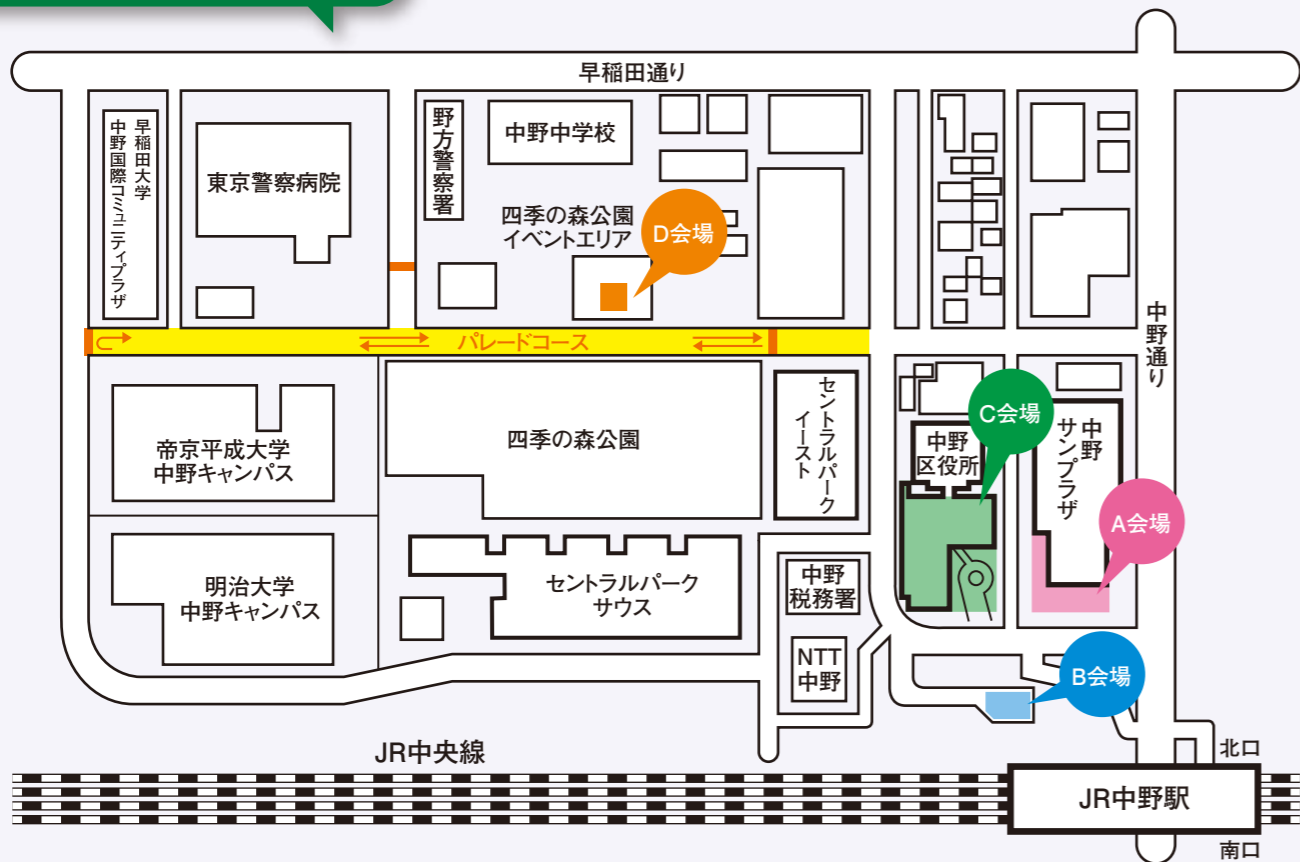 早稲田通り
早稲田大学
中野国際コミュニティプラザ
東京警察病院
野方警察署
中野中学校
四季の森公園
イベントエリア
D会場
パレードコース
中野通り
帝京平成大学
中野キャンパス
四季の森公園
セントラルパーク
イースト
C会場
中野
区役所
中野
サンプラザ
A会場
明治大学
中野キャンパス
セントラルパーク
サウス
中野
税務署
NTT
中野
B会場
JR中央線
北口
JR中野駅
南口